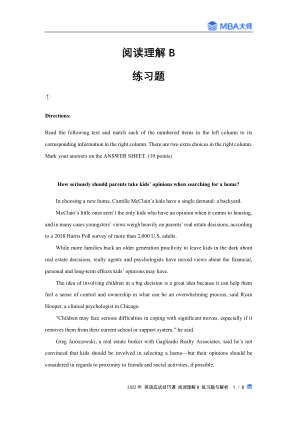 MBA大师
阅读理解 B
练习题
①
Directions:
Read the following text and match each of the numbered items in the left column to its
corresponding information in the right column. There are two extra choices in the right column.
Mark your answers on the ANSWER SHEET. (10 points)
How seriously should parents take kids' opinions when searching for a home?
In choosing a new home, Camille McClain's kids have a single demand: a backyard.
McClain's little ones aren't the only kids who have an opinion when it comes to housing,
and in many cases youngsters' views weigh heavily on parents' real estate decisions, according
to a 2018 Harris Poll survey of more than 2,000 U.S. adults.
While more families buck an older generation proclivity to leave kids in the dark about
real estate decisions, realty agents and psychologists have mixed views about the financial,
personal and long-term effects kids' opinions may have.
The idea of involving children in a big decision is a great idea because it can help them
feel a sense of control and ownership in what can be an overwhelming process, said Ryan
Hooper, a clinical psychologist in Chicago.
"Children may face serious difficulties in coping with significant moves, especially if it
removes them from their current school or support system," he said.
Greg Jaroszewski, a real estate broker with Gagliardo Realty Associates, said he's not
convinced that kids should be involved in selecting a home—but their opinions should be
considered in regards to proximity to friends and social activities, if possible.
2022 年 英语应试技巧课 阅读理解 B 练习题与解析 1 / 8